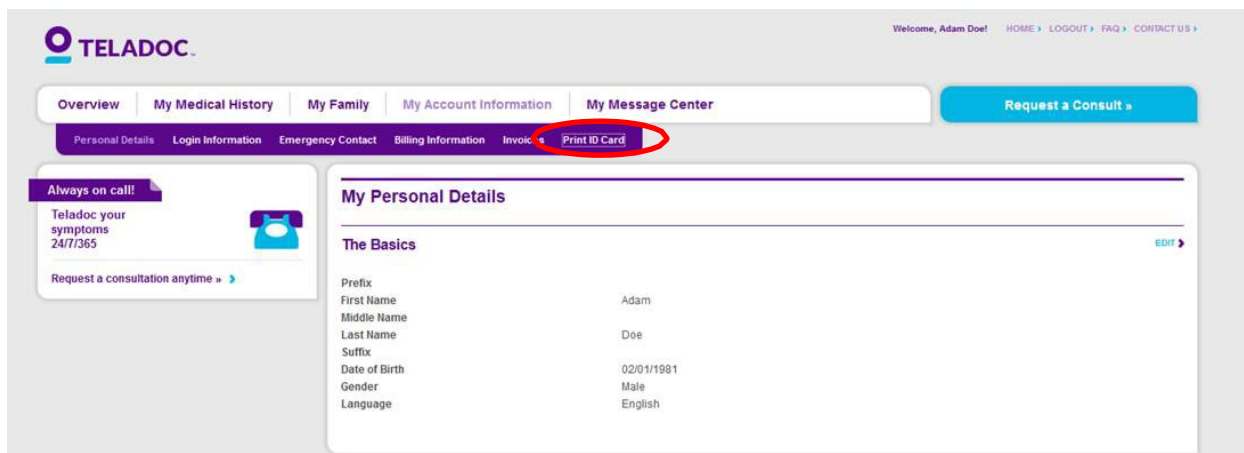 TELADOC™
Welcome, Adam Doe! HOME › LOGOUT › FAQ › CONTACT US ›
Overview My Medical History My Family My Account Information My Message Center Request a Consult »
Personal Details Login Information Emergency Contact Billing Information Invoices Print ID Card
Always on call!
Teladoc your
symptoms
24/7/365
Request a consultation anytime »
My Personal Details
The Basics EDIT
Prefix
First Name Adam
Middle Name
Last Name Doe
Suffix
Date of Birth 02/01/1981
Gender Male
Language English